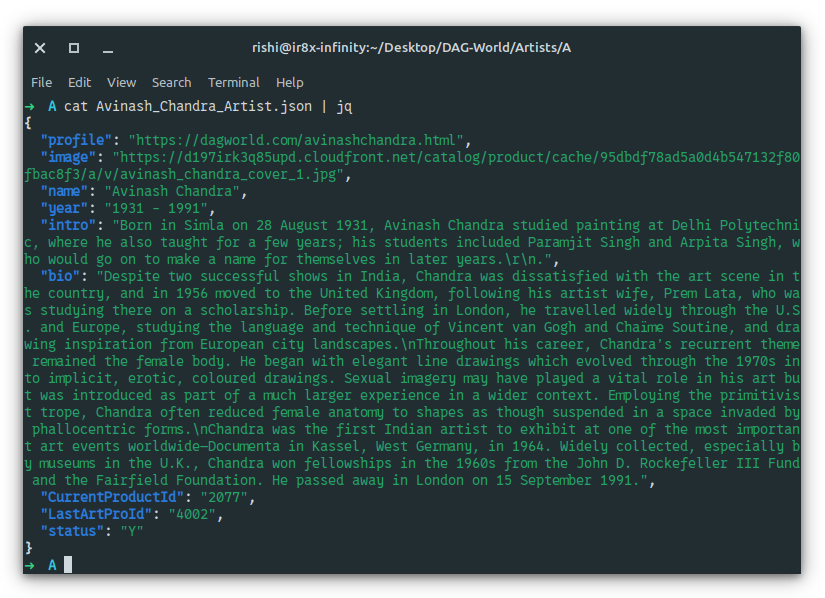 rishi@ir8x-infinity:~/Desktop/DAG-World/Artists/A
File Edit View Search Terminal Help
→ A cat Avinash_Chandra_Artist.json | jq
{
  "profile": "https://dagworld.com/avinashchandra.html",
  "image": "https://d197irk3q85upd.cloudfront.net/catalog/product/cache/95dbdf78ad5a0d4b547132f80
fbac8f3/a/v/avinash_chandra_cover_1.jpg",
  "name": "Avinash Chandra",
  "year": "1931 - 1991",
  "intro": "Born in Simla on 28 August 1931, Avinash Chandra studied painting at Delhi Polytechni
c, where he also taught for a few years; his students included Paramjit Singh and Arpita Singh, w
ho would go on to make a name for themselves in later years.\r\n.",
  "bio": "Despite two successful shows in India, Chandra was dissatisfied with the art scene in t
he country, and in 1956 moved to the United Kingdom, following his artist wife, Prem Lata, who wa
s studying there on a scholarship. Before settling in London, he travelled widely through the U.S
. and Europe, studying the language and technique of Vincent van Gogh and Chaïme Soutine, and dra
wing inspiration from European city landscapes.\nThroughout his career, Chandra's recurrent theme
 remained the female body. He began with elegant line drawings which evolved through the 1970s in
to implicit, erotic, coloured drawings. Sexual imagery may have played a vital role in his art bu
t was introduced as part of a much larger experience in a wider context. Employing the primitivis
t trope, Chandra often reduced female anatomy to shapes as though suspended in a space invaded by
 phallocentric forms.\nChandra was the first Indian artist to exhibit at one of the most importan
t art events worldwide—Documenta in Kassel, West Germany, in 1964. Widely collected, especially b
y museums in the U.K., Chandra won fellowships in the 1960s from the John D. Rockefeller III Fund
 and the Fairfield Foundation. He passed away in London on 15 September 1991.",
  "CurrentProductId": "2077",
  "LastArtProId": "4002",
  "status": "Y"
}
→ A